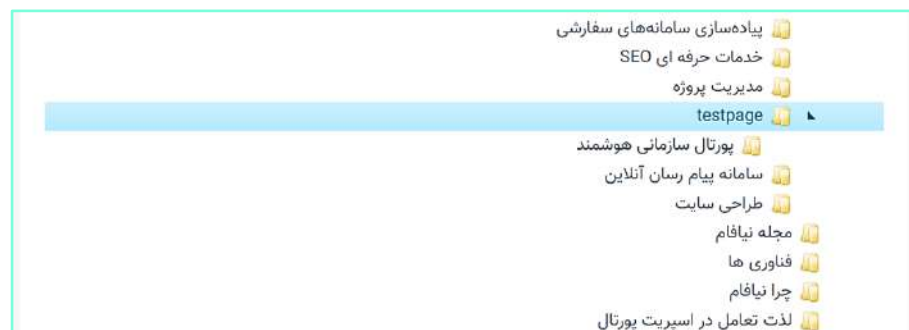 پیاده‌سازی سامانه‌های سفارشی
خدمات حرفه ای SEO
مدیریت پروژه
testpage
پورتال سازمانی هوشمند
سامانه پیام رسان آنلاین
طراحی سایت
مجله نیافام
فناوری ها
چرا نیافام
لذت تعامل در اسپریت پورتال